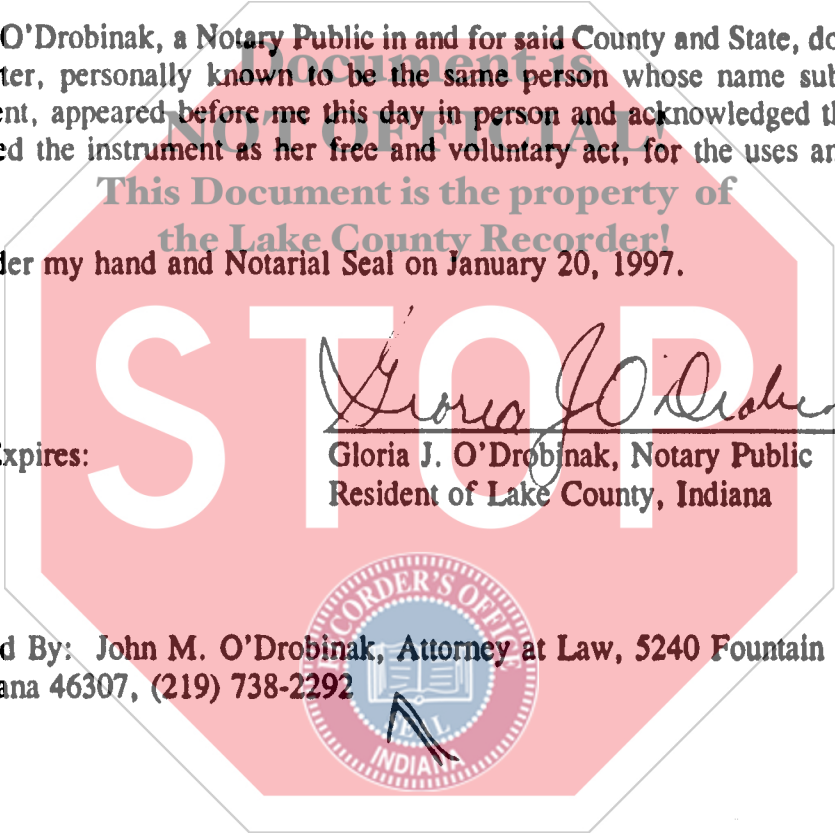 O'Drobinak, a Notary Public in and for said County and State, do
ter, personally known to be the same person whose name sub
Document is
ent, appeared before me this day in person and acknowledged th
NOT OFFICIAL!
ed the instrument as her free and voluntary act, for the uses an
This Document is the property of
the Lake County Recorder!
der my hand and Notarial Seal on January 20, 1997.
STOP
Gloria J O'Drobin
Expires:
Gloria J. O'Drobinak, Notary Public
Resident of Lake County, Indiana
RECORDER'S OFFICE
d By: John M. O'Drobinak, Attorney at Law, 5240 Fountain
ana 46307, (219) 738-2292
SEAL
INDIANA